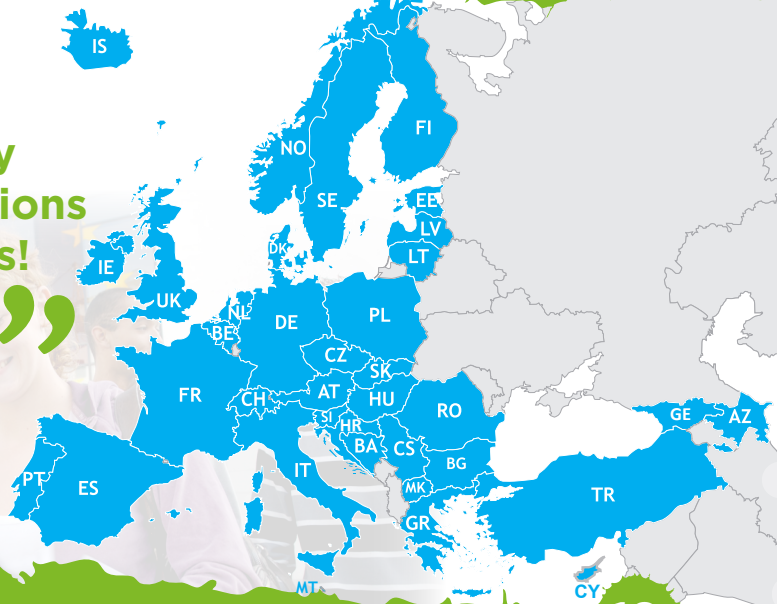 IS
y
ions
s!
”
NO
FI
SE
EE
LV
LT
DK
IE
UK
NL
BE
DE
PL
CZ
SK
FR
CH
AT
HU
RO
SI
HR
BA
CS
BG
MK
GR
IT
PT
ES
MT
TR
GE
AZ
CY